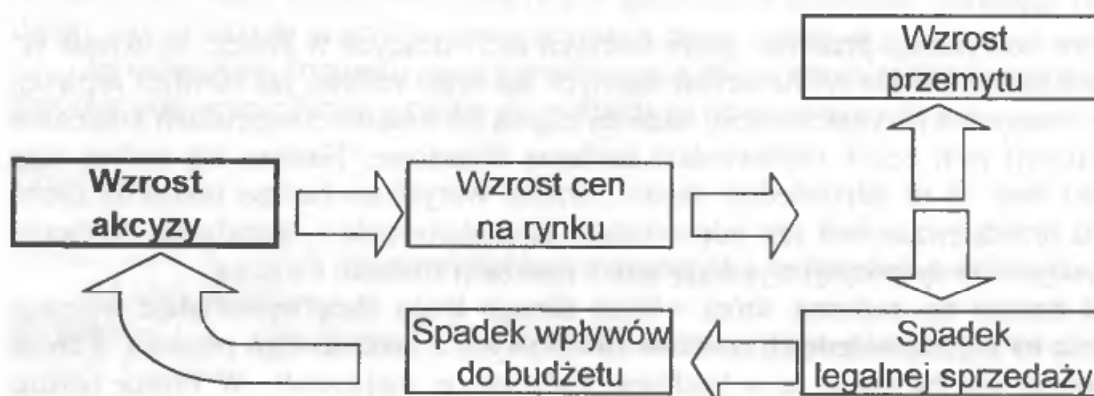 Wzrost
przemytu
Wzrost
akcyzy
Wzrost cen
na rynku
Spadek wpływów
do budżetu
Spadek
legalnej sprzedaży